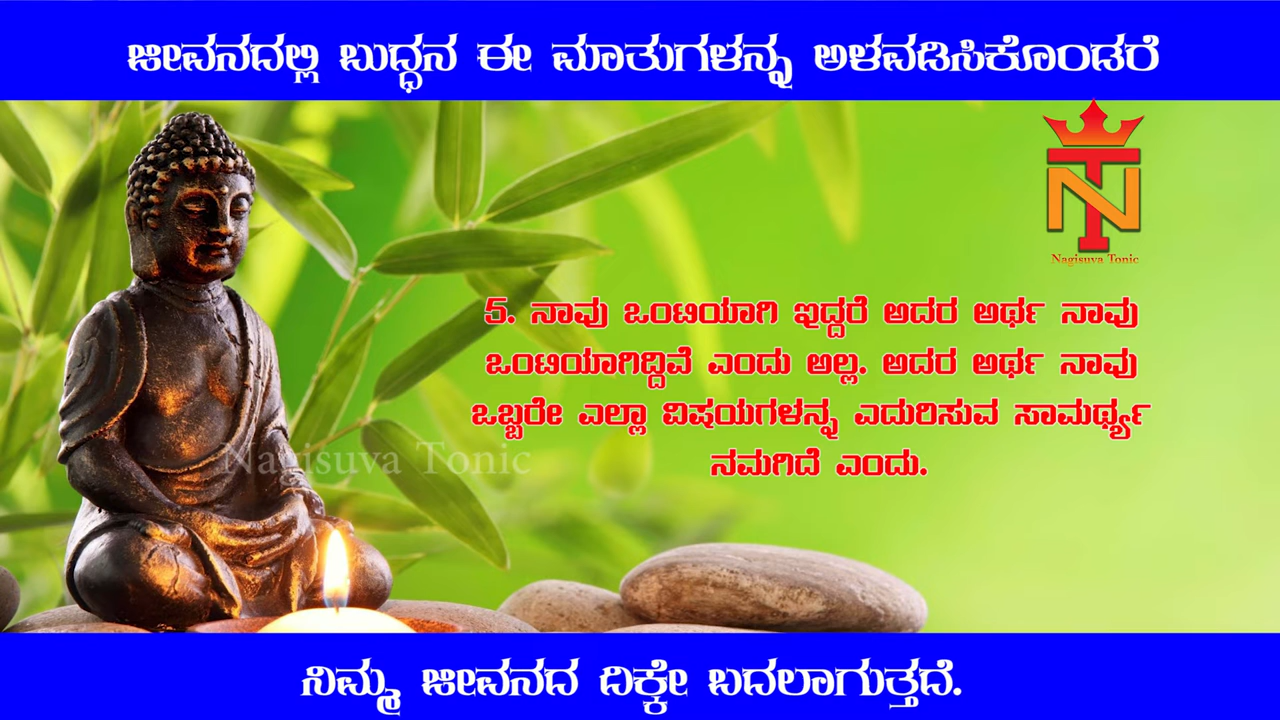 ಜೀವನದಲ್ಲಿ ಬುದ್ಧನ ಈ ಮಾತುಗಳನ್ನು ಅಳವಡಿಸಿಕೊಂಡರೆ
Nagisuva Tonic
5. ನಾವು ಒಂಟಿಯಾಗಿ ಇದ್ದರೆ ಅದರ ಅರ್ಥ ನಾವು
ಒಂಟಿಯಾಗಿದ್ದಿವೆ ಎಂದು ಅಲ್ಲ. ಅದರ ಅರ್ಥ ನಾವು
ಒಬ್ಬರೇ ಎಲ್ಲಾ ವಿಷಯಗಳನ್ನು ಎದುರಿಸುವ ಸಾಮರ್ಥ್ಯ
ನಮಗಿದೆ ಎಂದು.
Nagisuva Tonic
ನಿಮ್ಮ ಜೀವನದ ದಿಕ್ಕೇ ಬದಲಾಗುತ್ತದೆ.